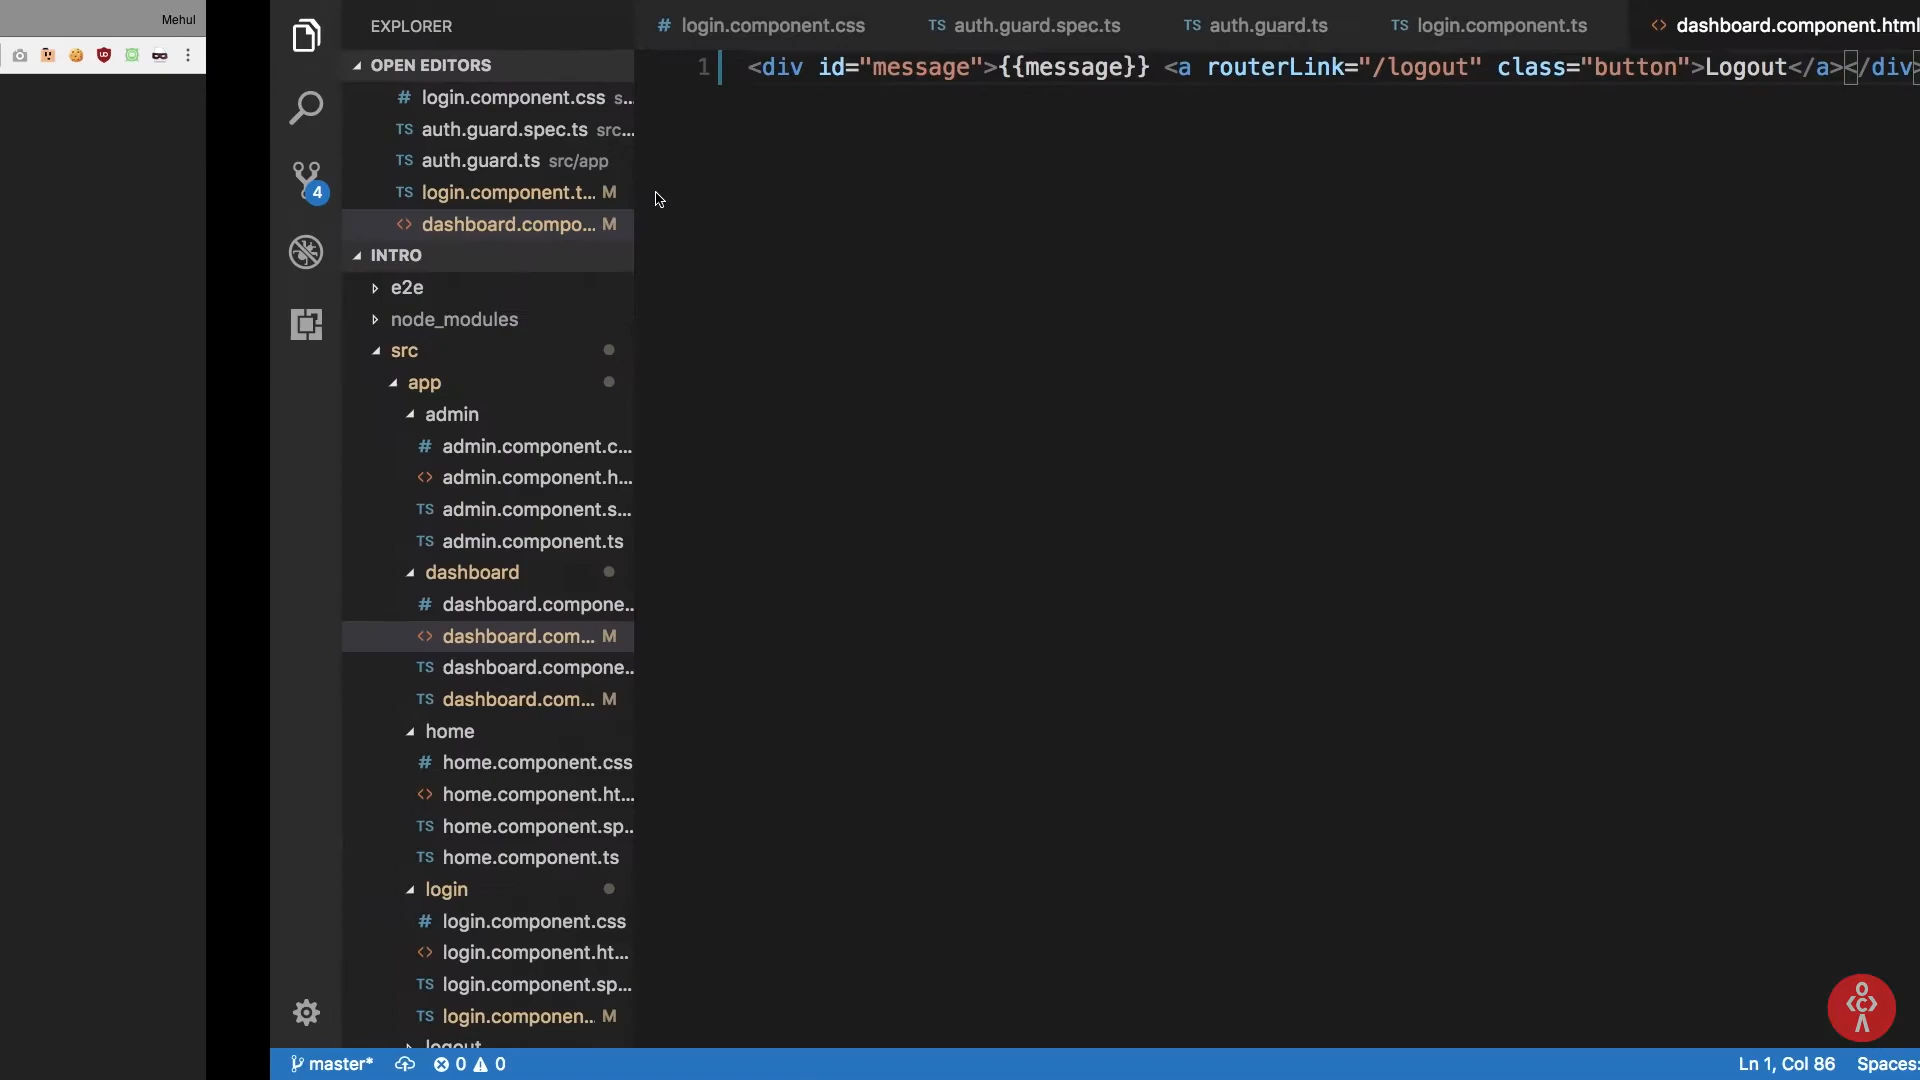 Mehul
EXPLORER
OPEN EDITORS
# login.component.css s...
TS auth.guard.spec.ts src...
TS auth.guard.ts src/app
TS login.component.t... M
<> dashboard.compo... M
INTRO
e2e
node_modules
src
app
admin
# admin.component.c...
<> admin.component.h...
TS admin.component.s...
TS admin.component.ts
dashboard
# dashboard.compone..
<> dashboard.com... M
TS dashboard.compone..
TS dashboard.com... M
home
# home.component.css
<> home.component.ht...
TS home.component.sp..
TS home.component.ts
login
# login.component.css
<> login.component.ht...
TS login.component.sp...
TS login.componen.. M
logout
4
# login.component.css TS auth.guard.spec.ts TS auth.guard.ts TS login.component.ts <> dashboard.component.html
1 <div id="message">{{message}} <a routerLink="/logout" class="button">Logout</a></div>
master* 0 0 Ln 1, Col 86 Spaces: